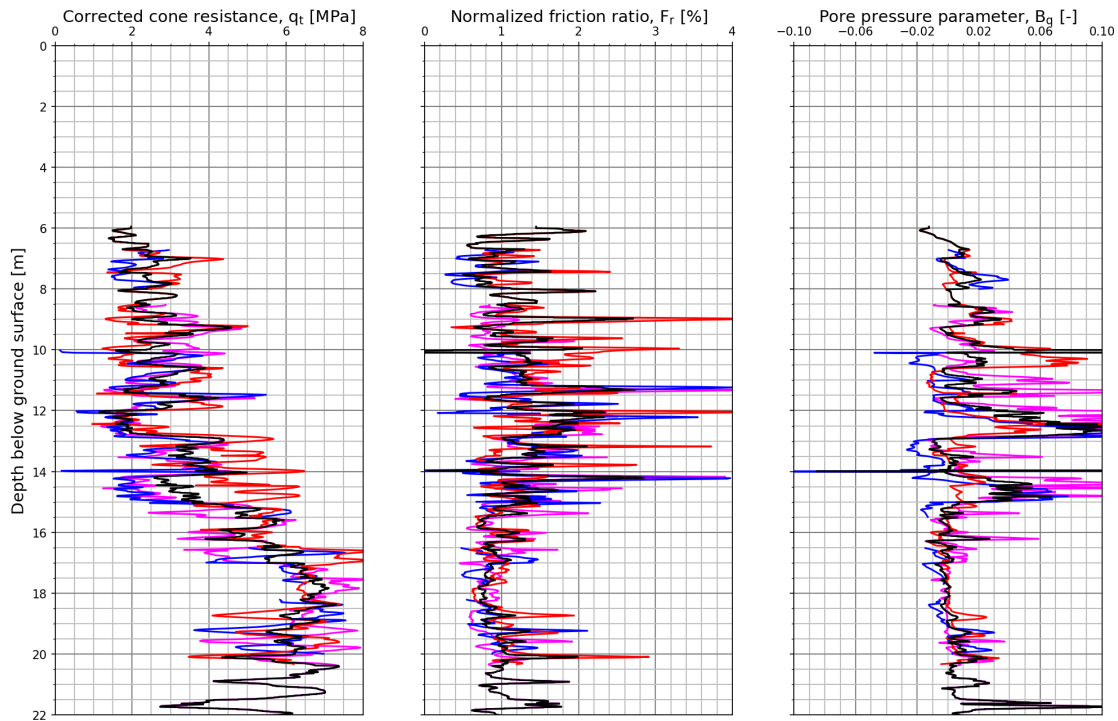 Corrected cone resistance, qt [MPa]
0 2 4 6 8
Normalized friction ratio, Fr [%]
0 1 2 3 4
Pore pressure parameter, Bq [-]
−0.10 −0.06 −0.02 0.02 0.06 0.10
Depth below ground surface [m]
0
2
4
6
8
10
12
14
16
18
20
22